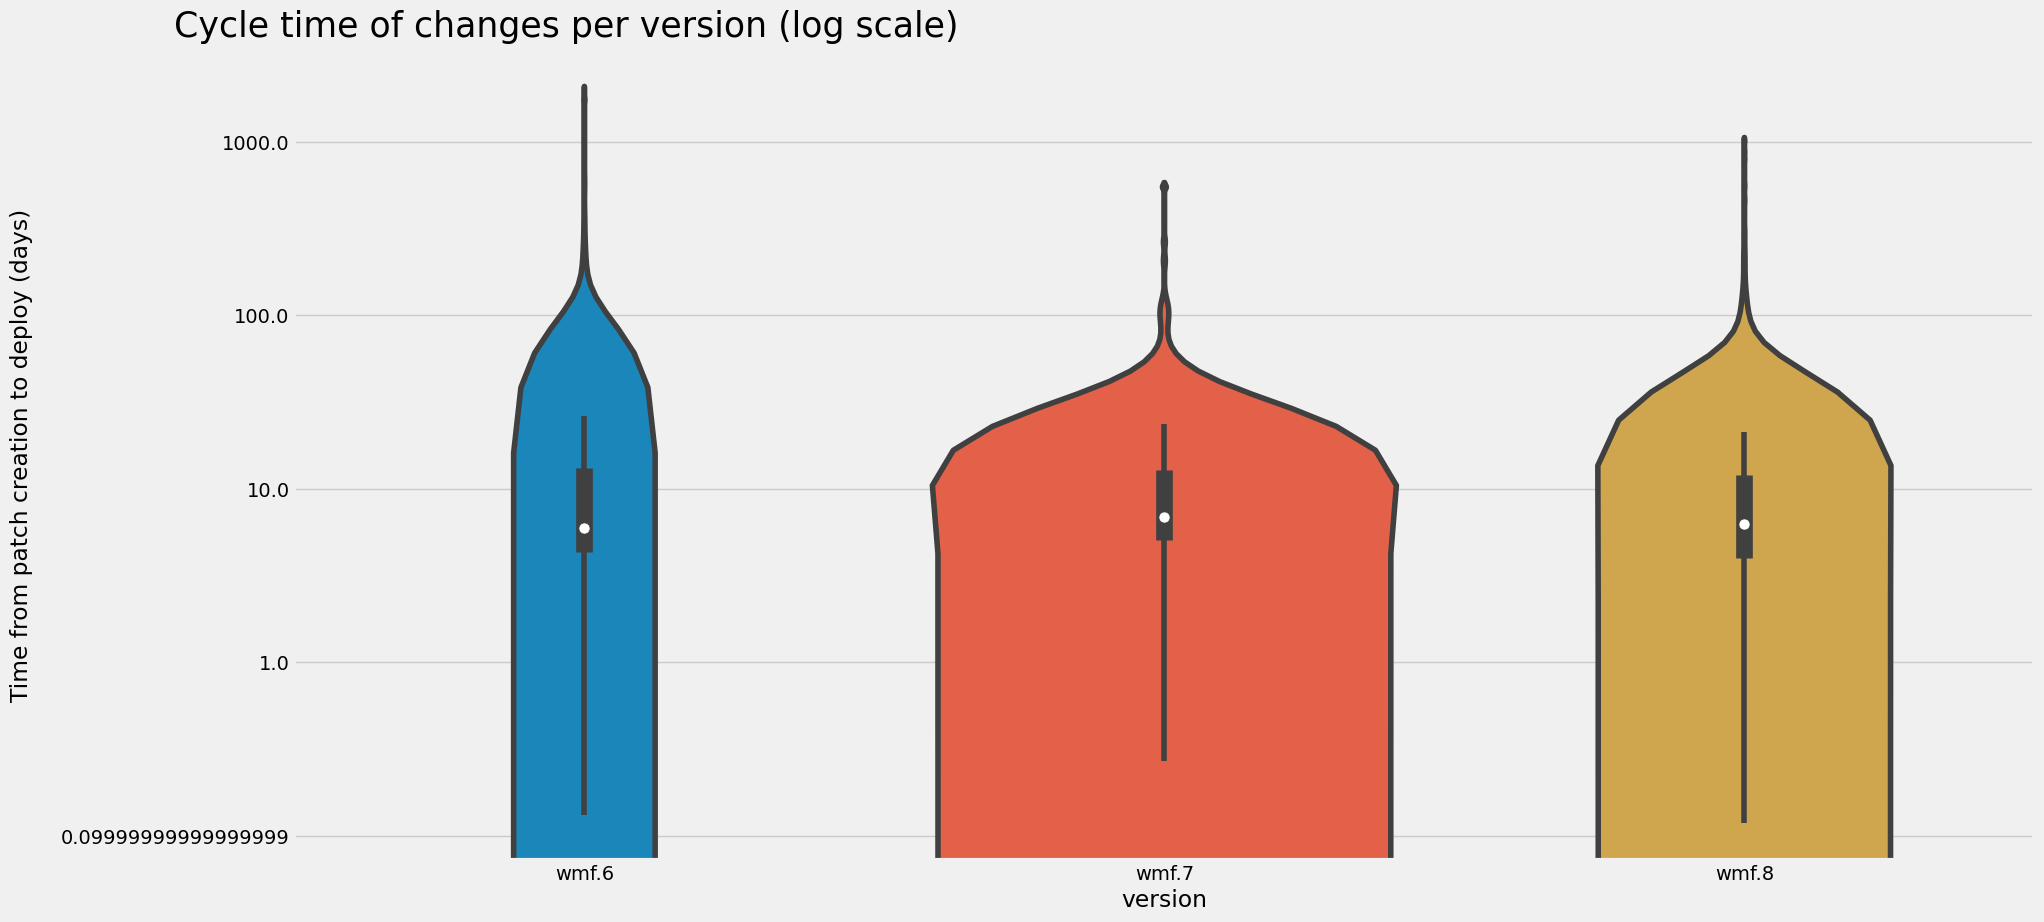 Cycle time of changes per version (log scale)
Time from patch creation to deploy (days)
1000.0
100.0
10.0
1.0
0.09999999999999999
wmf.6
wmf.7
wmf.8
version